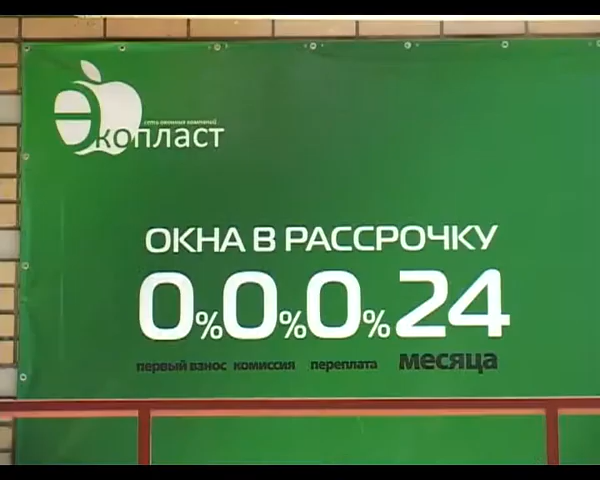 сеть оконных компаний
Экопласт
ОКНА В РАССРОЧКУ
0% 0% 0% 24
первый взнос комиссия переплата месяца